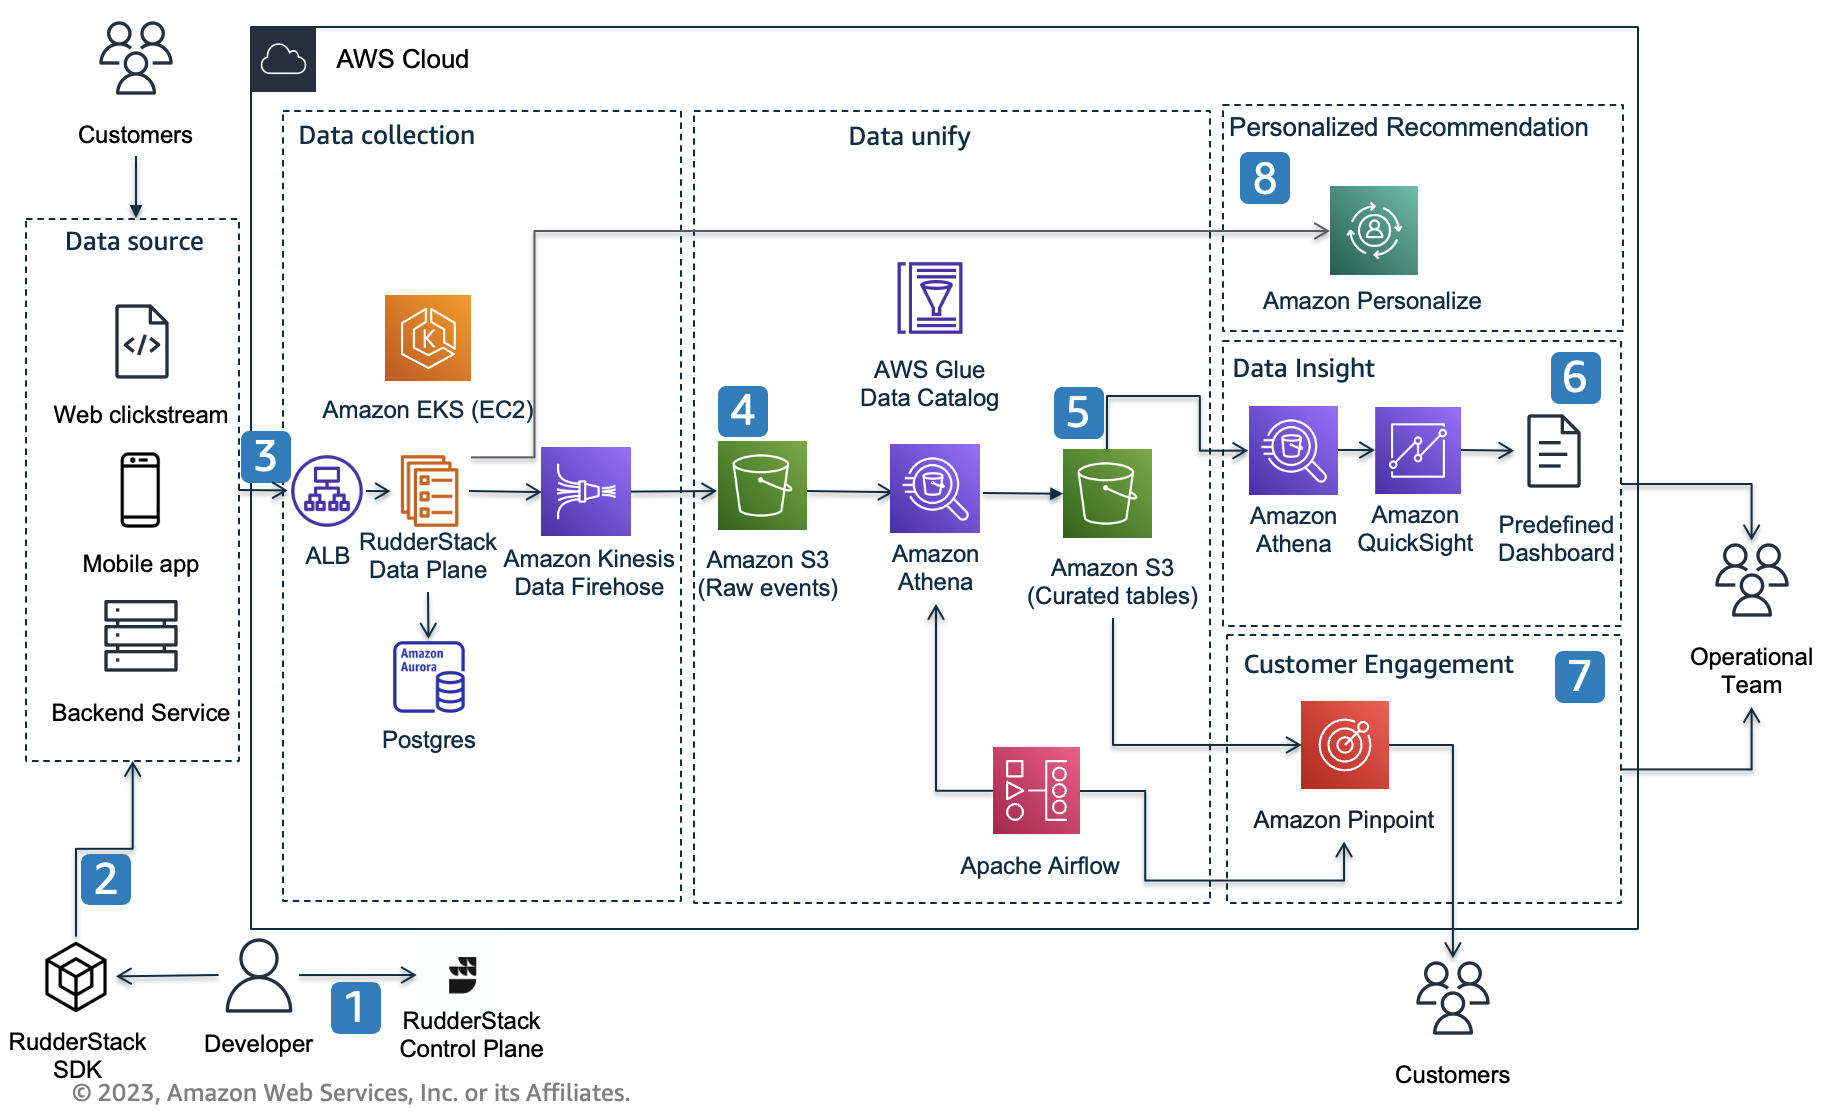 Customers
AWS Cloud
Data source
Web clickstream
Mobile app
Backend Service
Data collection
Amazon EKS (EC2)
3
ALB
RudderStack
Data Plane
Amazon Kinesis
Data Firehose
Amazon
Aurora
Postgres
Data unify
AWS Glue
Data Catalog
4
Amazon S3
(Raw events)
Amazon
Athena
5
Amazon S3
(Curated tables)
Apache Airflow
Personalized Recommendation
8
Amazon Personalize
Data Insight
6
Amazon
Athena
Amazon
QuickSight
Predefined
Dashboard
Customer Engagement
7
Amazon Pinpoint
Operational
Team
Customers
2
RudderStack
SDK
Developer
1
RudderStack
Control Plane
© 2023, Amazon Web Services, Inc. or its Affiliates.